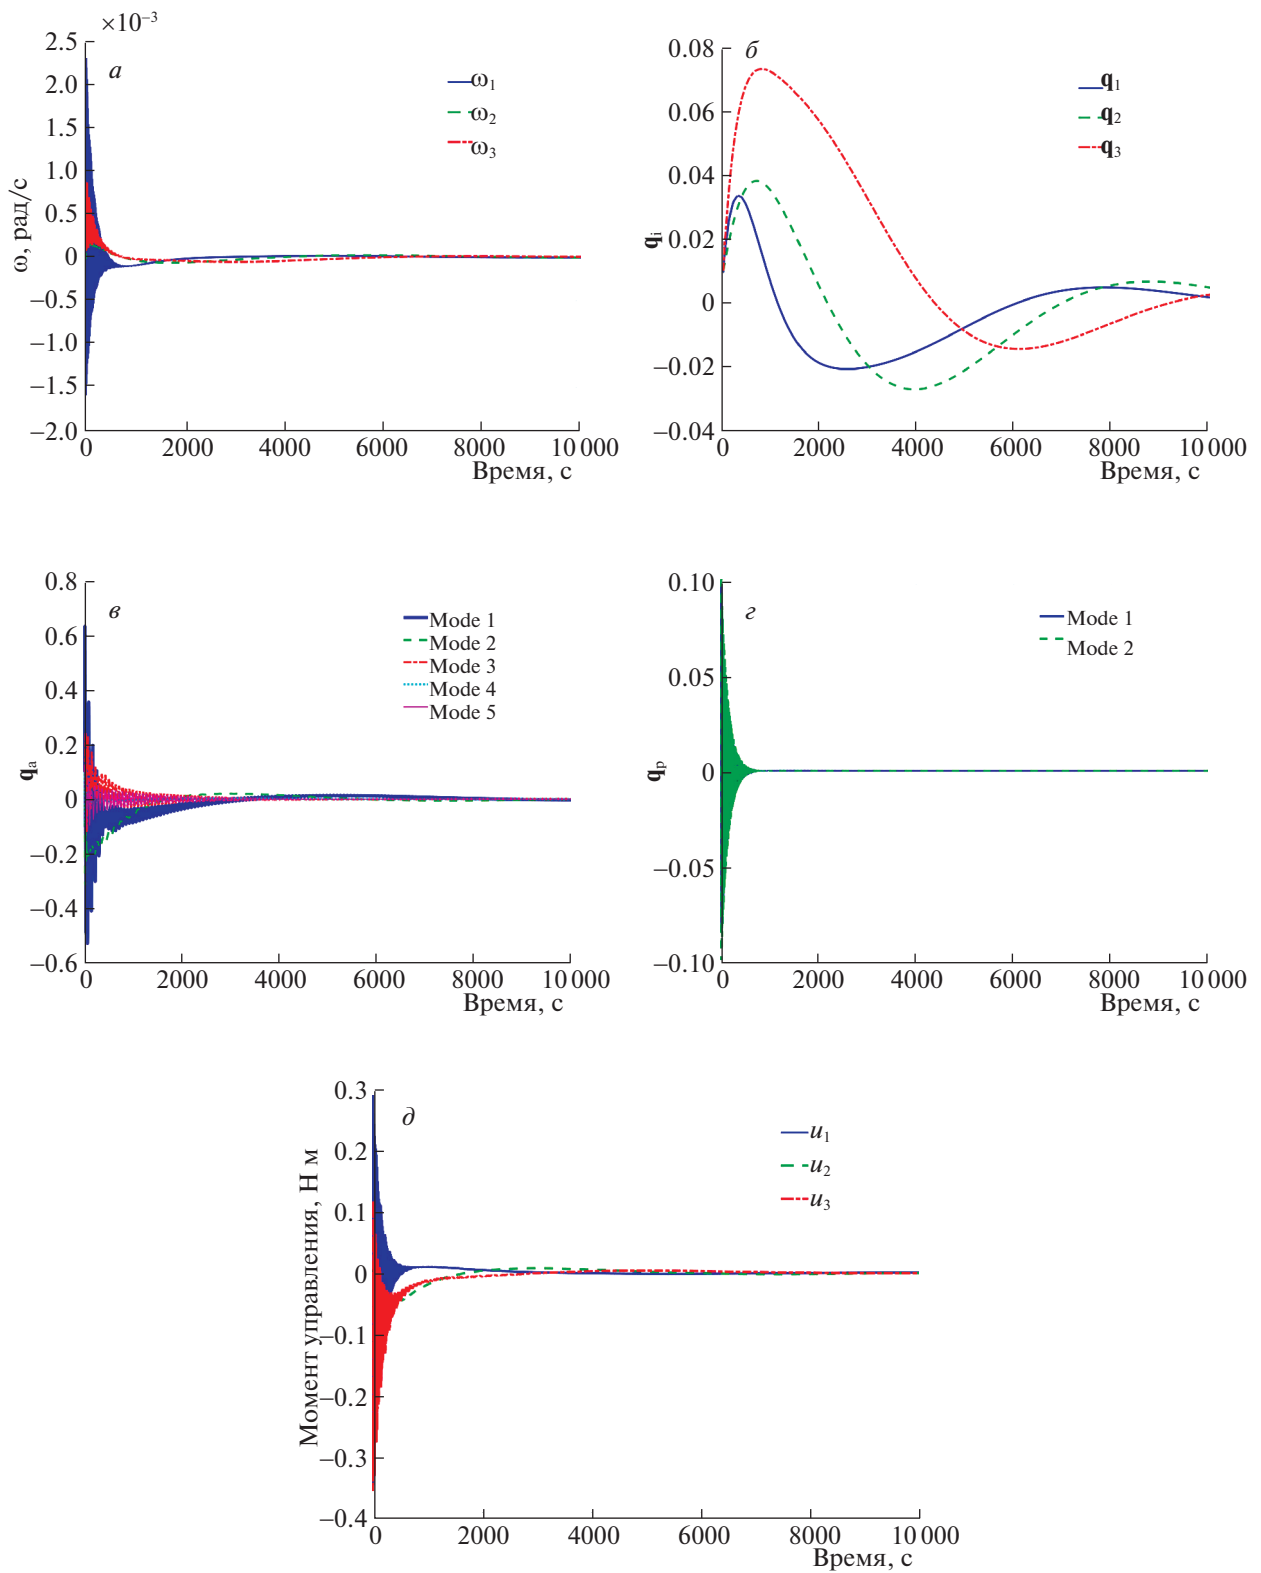 ×10⁻³
а
ω, рад/с
2.5
2.0
1.5
1.0
0.5
0
−0.5
−1.0
−1.5
−2.0
ω₁
ω₂
ω₃
0 2000 4000 6000 8000 10 000
Время, с
б
qᵢ
0.08
0.06
0.04
0.02
0
−0.02
−0.04
q₁
q₂
q₃
0 2000 4000 6000 8000 10 000
Время, с
в
qₐ
0.8
0.6
0.4
0.2
0
−0.2
−0.4
−0.6
Mode 1
Mode 2
Mode 3
Mode 4
Mode 5
0 2000 4000 6000 8000 10 000
Время, с
г
qₚ
0.10
0.05
0
−0.05
−0.10
Mode 1
Mode 2
0 2000 4000 6000 8000 10 000
Время, с
д
Момент управления, Н м
0.3
0.2
0.1
0
−0.1
−0.2
−0.3
−0.4
u₁
u₂
u₃
0 2000 4000 6000 8000 10 000
Время, с